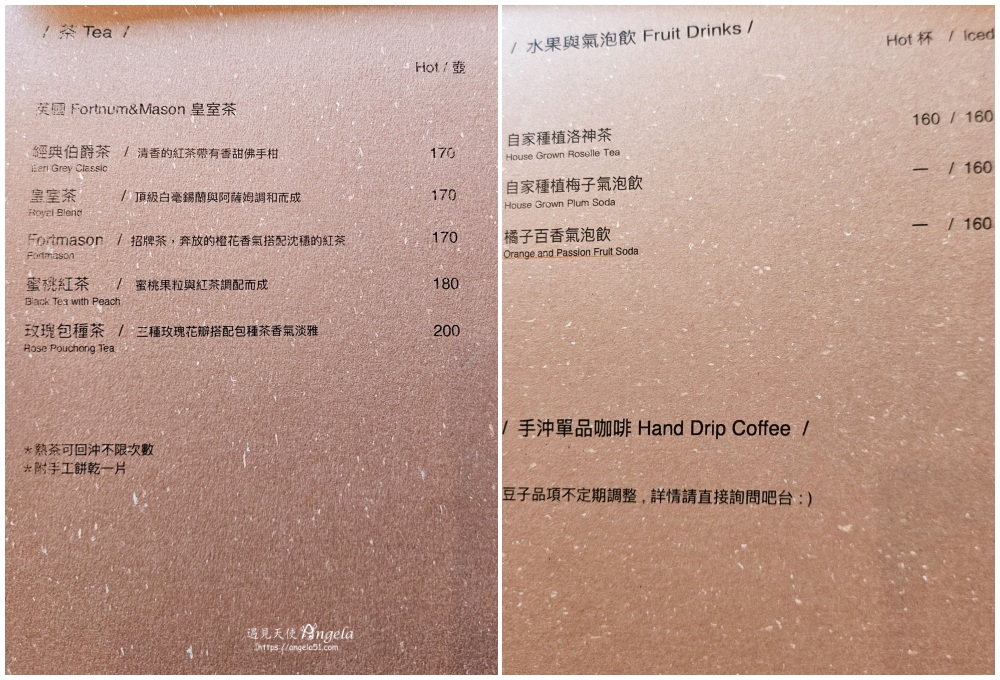 / 茶 Tea /
Hot / 壺
英國 Fortnum&Mason 皇室茶
經典伯爵茶 / 清香的紅茶帶有香甜佛手柑 170
Earl Grey Classic
皇室茶 / 頂級白毫錫蘭與阿薩姆調和而成 170
Royal Blend
Fortmason / 招牌茶，奔放的橙花香氣搭配沈穩的紅茶 170
Fortmason
蜜桃紅茶 / 蜜桃果粒與紅茶調配而成 180
Black Tea with Peach
玫瑰包種茶 / 三種玫瑰花瓣搭配包種茶香氣淡雅 200
Rose Pouchong Tea
＊熱茶可回沖不限次數
＊附手工餅乾一片
遇見天使 Angela
https://angela51.com
/ 水果與氣泡飲 Fruit Drinks /
Hot 杯 / Iced
自家種植洛神茶 160 / 160
House Grown Roselle Tea
自家種植梅子氣泡飲 — / 160
House Grown Plum Soda
橘子百香氣泡飲 — / 160
Orange and Passion Fruit Soda
/ 手沖單品咖啡 Hand Drip Coffee /
豆子品項不定期調整 , 詳情請直接詢問吧台 : )